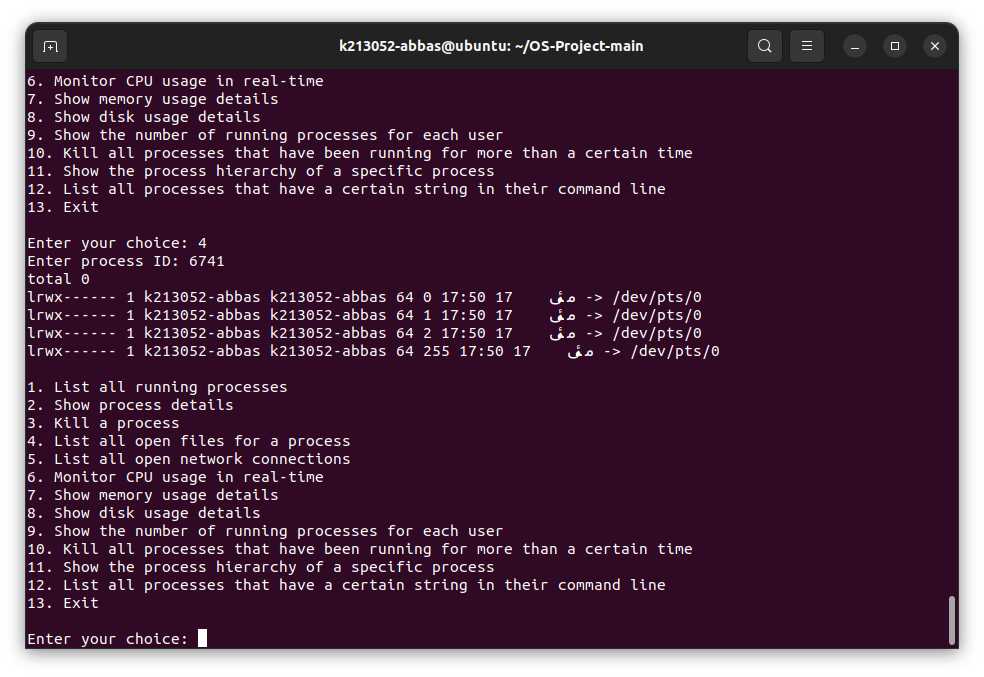 k213052-abbas@ubuntu: ~/OS-Project-main
6. Monitor CPU usage in real-time
7. Show memory usage details
8. Show disk usage details
9. Show the number of running processes for each user
10. Kill all processes that have been running for more than a certain time
11. Show the process hierarchy of a specific process
12. List all processes that have a certain string in their command line
13. Exit
Enter your choice: 4
Enter process ID: 6741
total 0
lrwx------ 1 k213052-abbas k213052-abbas 64 0 17:50 17 مئی -> /dev/pts/0
lrwx------ 1 k213052-abbas k213052-abbas 64 1 17:50 17 مئی -> /dev/pts/0
lrwx------ 1 k213052-abbas k213052-abbas 64 2 17:50 17 مئی -> /dev/pts/0
lrwx------ 1 k213052-abbas k213052-abbas 64 255 17:50 17 مئی -> /dev/pts/0
1. List all running processes
2. Show process details
3. Kill a process
4. List all open files for a process
5. List all open network connections
6. Monitor CPU usage in real-time
7. Show memory usage details
8. Show disk usage details
9. Show the number of running processes for each user
10. Kill all processes that have been running for more than a certain time
11. Show the process hierarchy of a specific process
12. List all processes that have a certain string in their command line
13. Exit
Enter your choice: